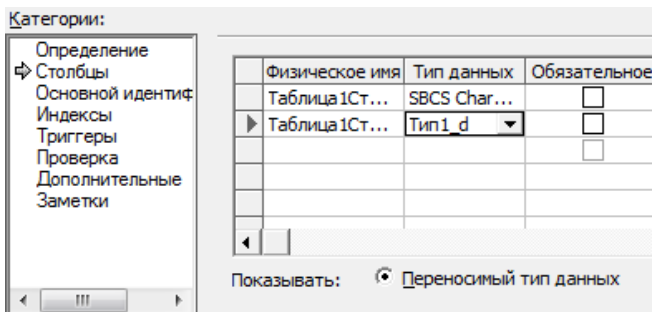 Категории:
Определение
Столбцы
Основной идентиф
Индексы
Триггеры
Проверка
Дополнительные
Заметки
Физическое имя Тип данных Обязательное
Таблица1Ст... SBCS Char...
Таблица1Ст... Тип1_d
Показывать: Переносимый тип данных